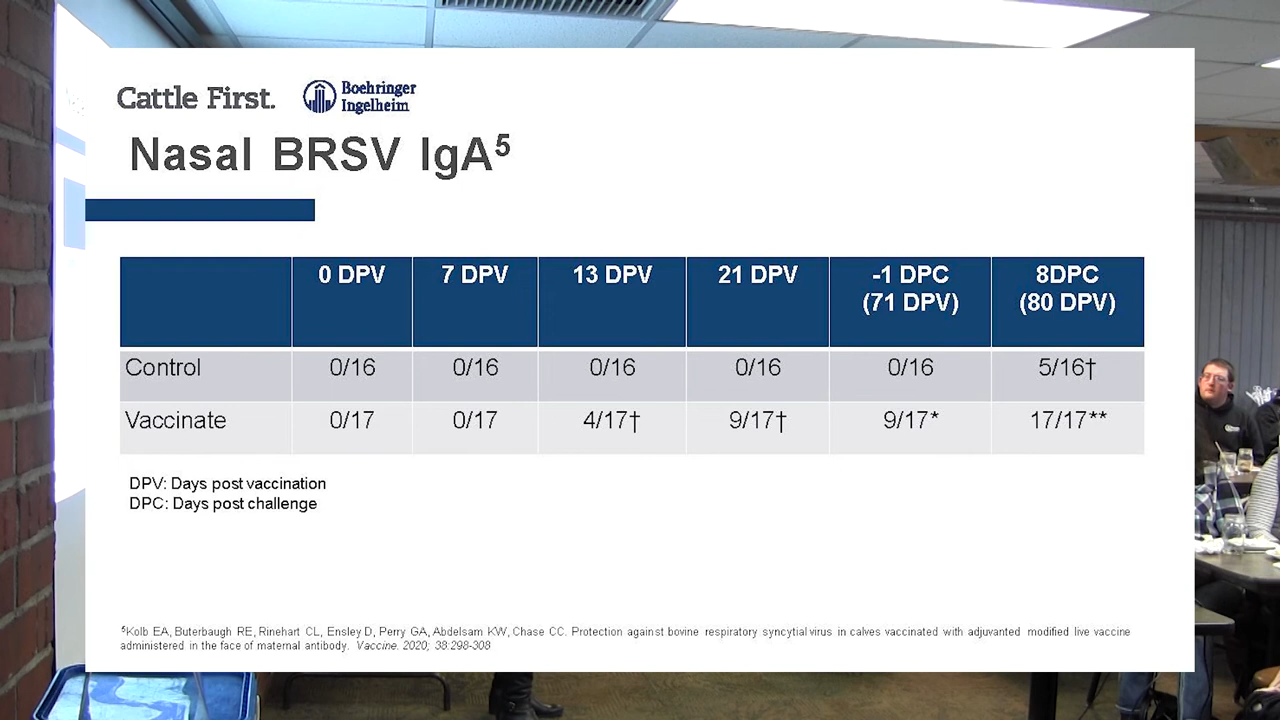 Cattle First.
Boehringer
Ingelheim
Nasal BRSV IgA⁵
0 DPV 7 DPV 13 DPV 21 DPV -1 DPC (71 DPV) 8DPC (80 DPV)
Control 0/16 0/16 0/16 0/16 0/16 5/16†
Vaccinate 0/17 0/17 4/17† 9/17† 9/17* 17/17**
DPV: Days post vaccination
DPC: Days post challenge
⁵Kolb EA, Buterbaugh RE, Rinehart CL, Ensley D, Perry GA, Abdelsam KW, Chase CC. Protection against bovine respiratory syncytial virus in calves vaccinated with adjuvanted modified live vaccine
administered in the face of maternal antibody. Vaccine. 2020; 38:298-308